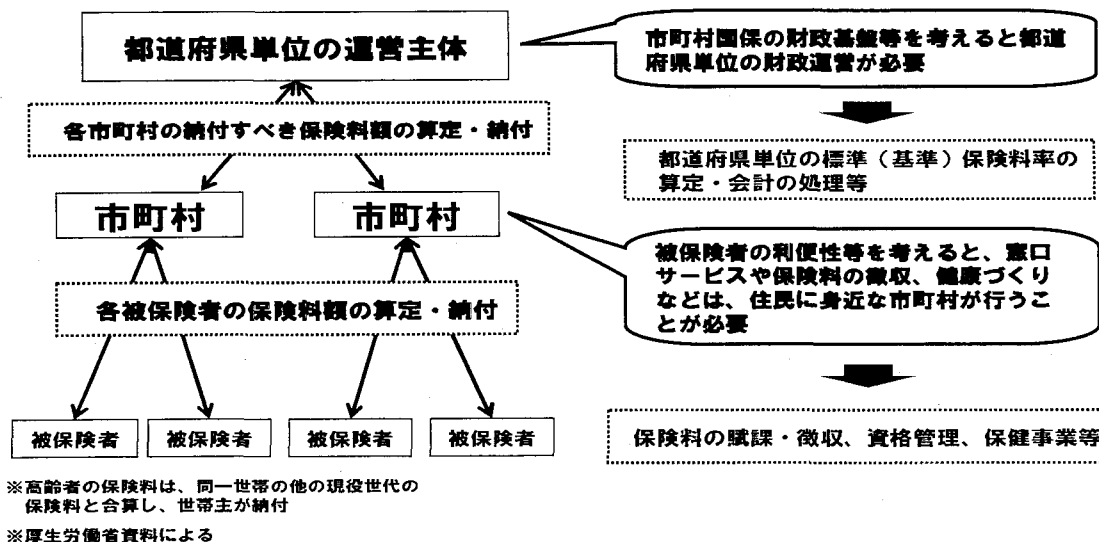 都道府県単位の運営主体
市町村国保の財政基盤等を考えると都道
府県単位の財政運営が必要
各市町村の納付すべき保険料額の算定・納付
都道府県単位の標準（基準）保険料率の
算定・会計の処理等
市町村
市町村
被保険者の利便性等を考えると、窓口
サービスや保険料の徴収、健康づくり
などは、住民に身近な市町村が行うこ
とが必要
各被保険者の保険料額の算定・納付
被保険者
被保険者
被保険者
被保険者
保険料の賦課・徴収、資格管理、保健事業等
※高齢者の保険料は、同一世帯の他の現役世代の
保険料と合算し、世帯主が納付
※厚生労働省資料による